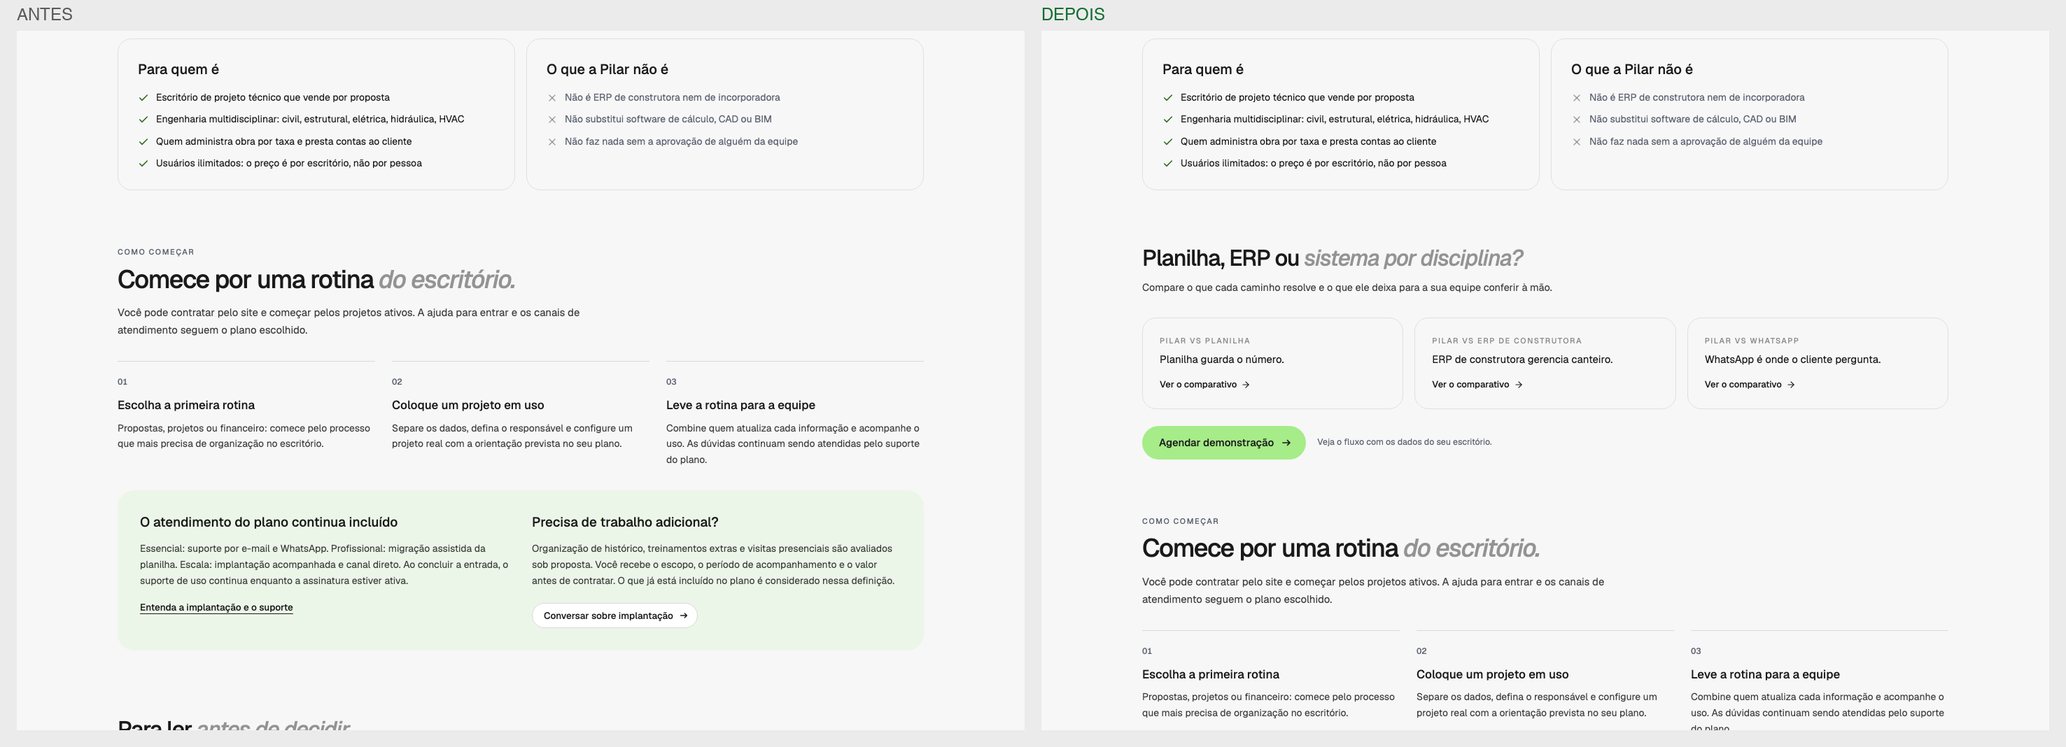 ANTES
Para quem é
Escritório de projeto técnico que vende por proposta
Engenharia multidisciplinar: civil, estrutural, elétrica, hidráulica, HVAC
Quem administra obra por taxa e presta contas ao cliente
Usuários ilimitados: o preço é por escritório, não por pessoa
O que a Pilar não é
Não é ERP de construtora nem de incorporadora
Não substitui software de cálculo, CAD ou BIM
Não faz nada sem a aprovação de alguém da equipe
COMO COMEÇAR
Comece por uma rotina do escritório.
Você pode contratar pelo site e começar pelos projetos ativos. A ajuda para entrar e os canais de
atendimento seguem o plano escolhido.
01
Escolha a primeira rotina
Propostas, projetos ou financeiro: comece pelo processo
que mais precisa de organização no escritório.
02
Coloque um projeto em uso
Separe os dados, defina o responsável e configure um
projeto real com a orientação prevista no seu plano.
03
Leve a rotina para a equipe
Combine quem atualiza cada informação e acompanhe o
uso. As dúvidas continuam sendo atendidas pelo suporte
do plano.
O atendimento do plano continua incluído
Essencial: suporte por e-mail e WhatsApp. Profissional: migração assistida da
planilha. Escala: implantação acompanhada e canal direto. Ao concluir a entrada, o
suporte de uso continua enquanto a assinatura estiver ativa.
Entenda a implantação e o suporte
Precisa de trabalho adicional?
Organização de histórico, treinamentos extras e visitas presenciais são avaliados
sob proposta. Você recebe o escopo, o período de acompanhamento e o valor
antes de contratar. O que já está incluído no plano é considerado nessa definição.
Conversar sobre implantação →
Para ler antes de decidir
DEPOIS
Para quem é
Escritório de projeto técnico que vende por proposta
Engenharia multidisciplinar: civil, estrutural, elétrica, hidráulica, HVAC
Quem administra obra por taxa e presta contas ao cliente
Usuários ilimitados: o preço é por escritório, não por pessoa
O que a Pilar não é
Não é ERP de construtora nem de incorporadora
Não substitui software de cálculo, CAD ou BIM
Não faz nada sem a aprovação de alguém da equipe
Planilha, ERP ou sistema por disciplina?
Compare o que cada caminho resolve e o que ele deixa para a sua equipe conferir à mão.
PILAR VS PLANILHA
Planilha guarda o número.
Ver o comparativo →
PILAR VS ERP DE CONSTRUTORA
ERP de construtora gerencia canteiro.
Ver o comparativo →
PILAR VS WHATSAPP
WhatsApp é onde o cliente pergunta.
Ver o comparativo →
Agendar demonstração →
Veja o fluxo com os dados do seu escritório.
COMO COMEÇAR
Comece por uma rotina do escritório.
Você pode contratar pelo site e começar pelos projetos ativos. A ajuda para entrar e os canais de
atendimento seguem o plano escolhido.
01
Escolha a primeira rotina
Propostas, projetos ou financeiro: comece pelo processo
que mais precisa de organização no escritório.
02
Coloque um projeto em uso
Separe os dados, defina o responsável e configure um
projeto real com a orientação prevista no seu plano.
03
Leve a rotina para a equipe
Combine quem atualiza cada informação e acompanhe o
uso. As dúvidas continuam sendo atendidas pelo suporte
do plano